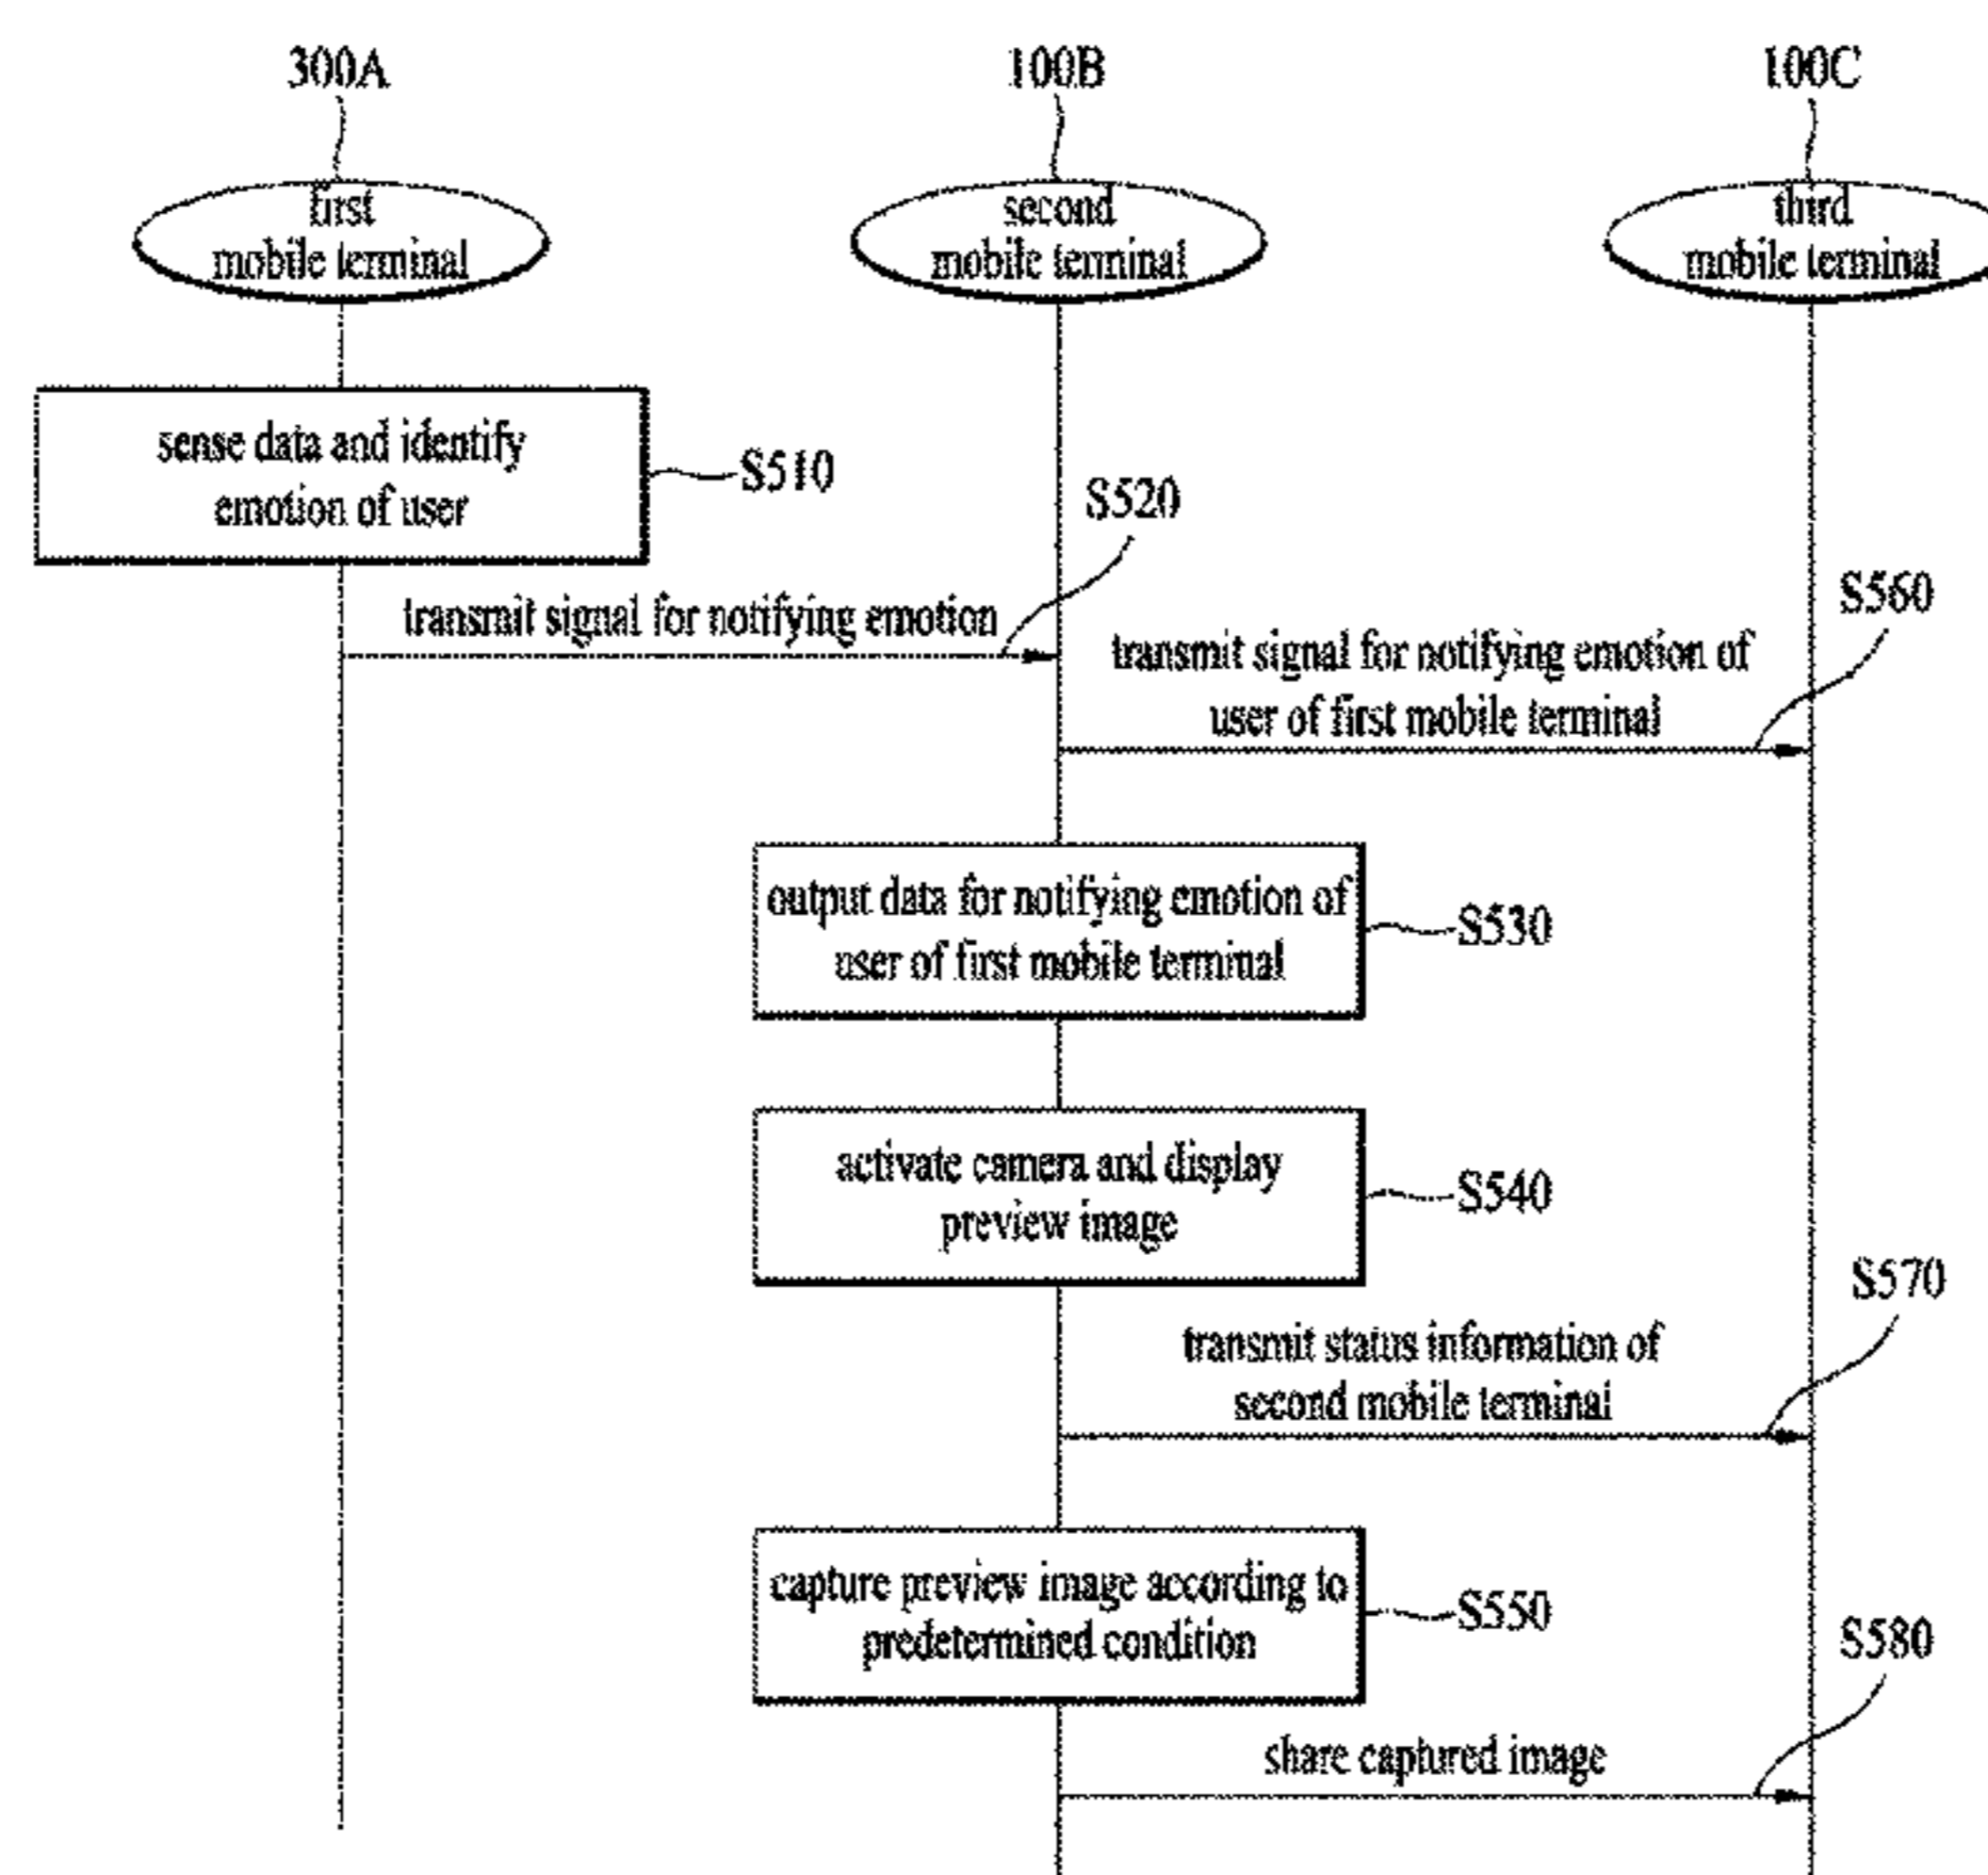 300A
100B
100C
first
mobile terminal
second
mobile terminal
third
mobile terminal
sense data and identify
emotion of user
S510
S520
transmit signal for notifying emotion
S560
transmit signal for notifying emotion of
user of first mobile terminal
output data for notifying emotion of
user of first mobile terminal
S530
activate camera and display
preview image
S540
S570
transmit status information of
second mobile terminal
capture preview image according to
predetermined condition
S550
S580
share captured image